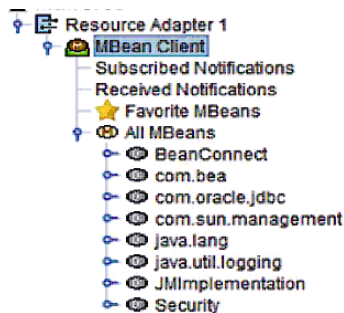 Resource Adapter 1
MBean Client
Subscribed Notifications
Received Notifications
Favorite MBeans
All MBeans
BeanConnect
com.bea
com.oracle.jdbc
com.sun.management
java.lang
java.util.logging
JMImplementation
Security